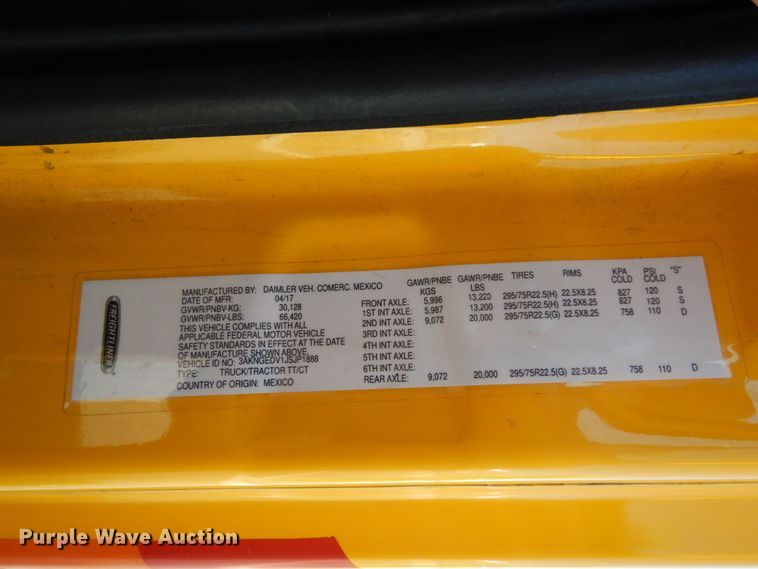 FREIGHTLINER
MANUFACTURED BY: DAIMLER VEH. COMERC. MEXICO
DATE OF MFR: 04/17
GVWR/PNBV-KG: 30,128
GVWR/PNBV-LBS: 66,420
THIS VEHICLE COMPLIES WITH ALL
APPLICABLE FEDERAL MOTOR VEHICLE
SAFETY STANDARDS IN EFFECT AT THE DATE
OF MANUFACTURE SHOWN ABOVE.
VEHICLE ID NO: 3AKNGEDV1JSJP1888
TYPE: TRUCK/TRACTOR TT/CT
COUNTRY OF ORIGIN: MEXICO
GAWR/PNBE GAWR/PNBE TIRES RIMS KPA PSI "S"
KGS LBS COLD COLD
FRONT AXLE: 5,996 13,220 295/75R22.5(H) 22.5X8.25 827 120 S
1ST INT AXLE: 5,987 13,200 295/75R22.5(H) 22.5X8.25 827 120 S
2ND INT AXLE: 9,072 20,000 295/75R22.5(G) 22.5X8.25 758 110 D
3RD INT AXLE:
4TH INT AXLE:
5TH INT AXLE:
6TH INT AXLE:
REAR AXLE: 9,072 20,000 295/75R22.5(G) 22.5X8.25 758 110 D
Purple Wave Auction